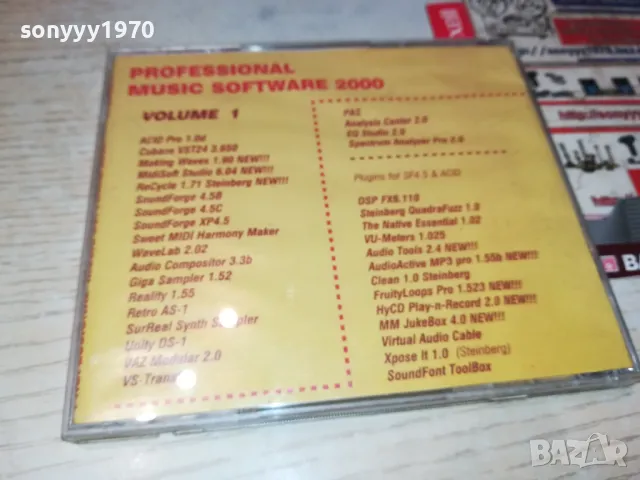 sonyyy1970
PROFESSIONAL
MUSIC SOFTWARE 2000
VOLUME 1
ACID Pro 1.0d
Cubase VST24 3.650
Making Waves 1.90 NEW!!!
MidiSoft Studio 6.04 NEW!!!
ReCycle 1.71 Steinberg NEW!!!
SoundForge 4.5B
SoundForge 4.5C
SoundForge XP4.5
Sweet MIDI Harmony Maker
WaveLab 2.02
Audio Compositor 3.3b
Giga Sampler 1.52
Reality 1.55
Retro AS-1
SurReal Synth Sampler
Unity DS-1
VAZ Modular 2.0
VS-Trans
PAS
Analysis Center 2.0
EQ Studio 2.0
Spectrum Analyzer Pro 2.0
Plugins for SF4.5 & ACID
DSP FX6.110
Steinberg QuadraFuzz 1.0
The Native Essential 1.02
VU-Meters 1.025
Audio Tools 2.4 NEW!!!
AudioActive MP3 pro 1.55b NEW!!!
Clean 1.0 Steinberg
FruityLoops Pro 1.523 NEW!!!
HyCD Play-n-Record 2.0 NEW!!!
MM JukeBox 4.0 NEW!!!
Virtual Audio Cable
Xpose It 1.0 (Steinberg)
SoundFont ToolBox
BAZAR